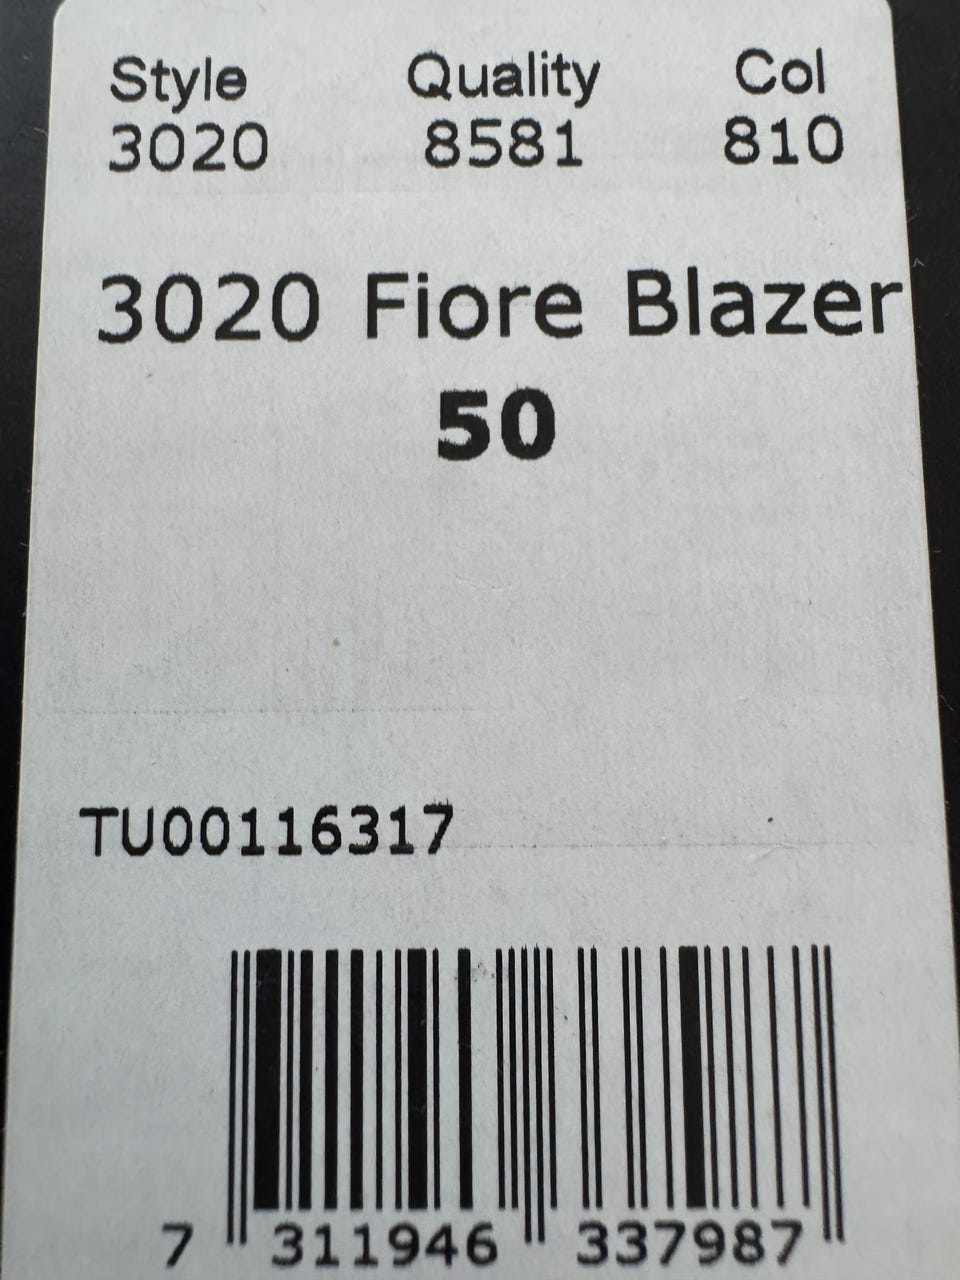 Style Quality Col
3020 8581 810
3020 Fiore Blazer
50
TU00116317
7 311946 337987